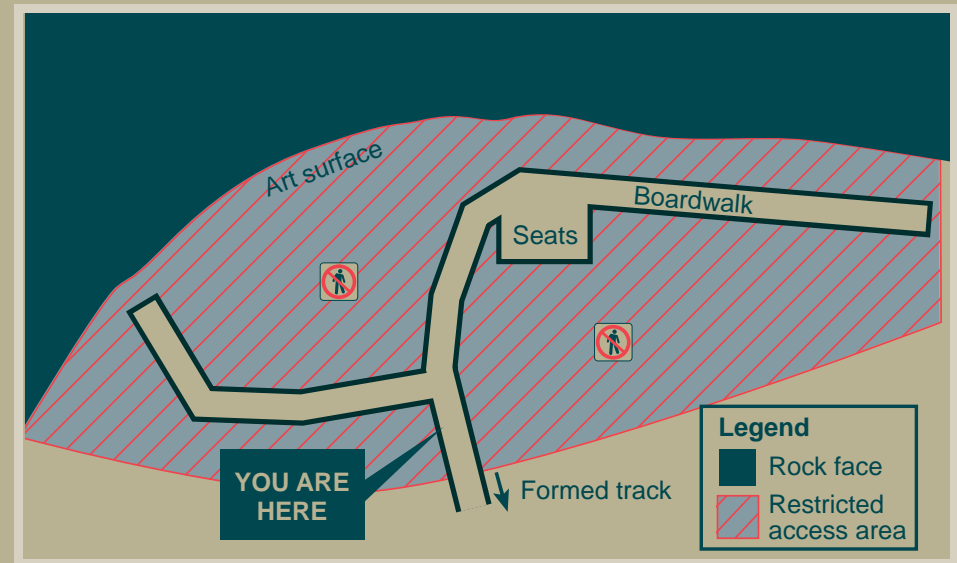 Art surface
Boardwalk
Seats
YOU ARE
HERE
Formed track
Legend
Rock face
Restricted
access area